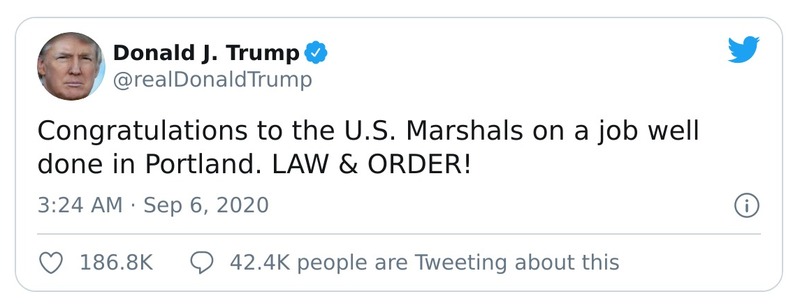 Donald J. Trump
@realDonaldTrump
Congratulations to the U.S. Marshals on a job well
done in Portland. LAW & ORDER!
3:24 AM · Sep 6, 2020
186.8K 42.4K people are Tweeting about this